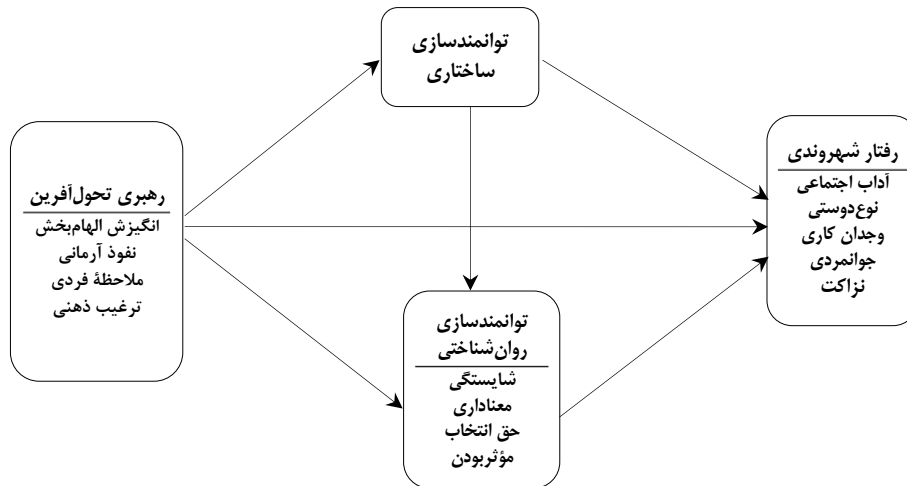 توانمندسازی
ساختاری
رفتار شهروندی
آداب اجتماعی
نوع‌دوستی
وجدان کاری
جوانمردی
نزاکت
رهبری تحول‌آفرین
انگیزش الهام‌بخش
نفوذ آرمانی
ملاحظهٔ فردی
ترغیب ذهنی
توانمندسازی
روان‌شناختی
شایستگی
معناداری
حق انتخاب
مؤثربودن